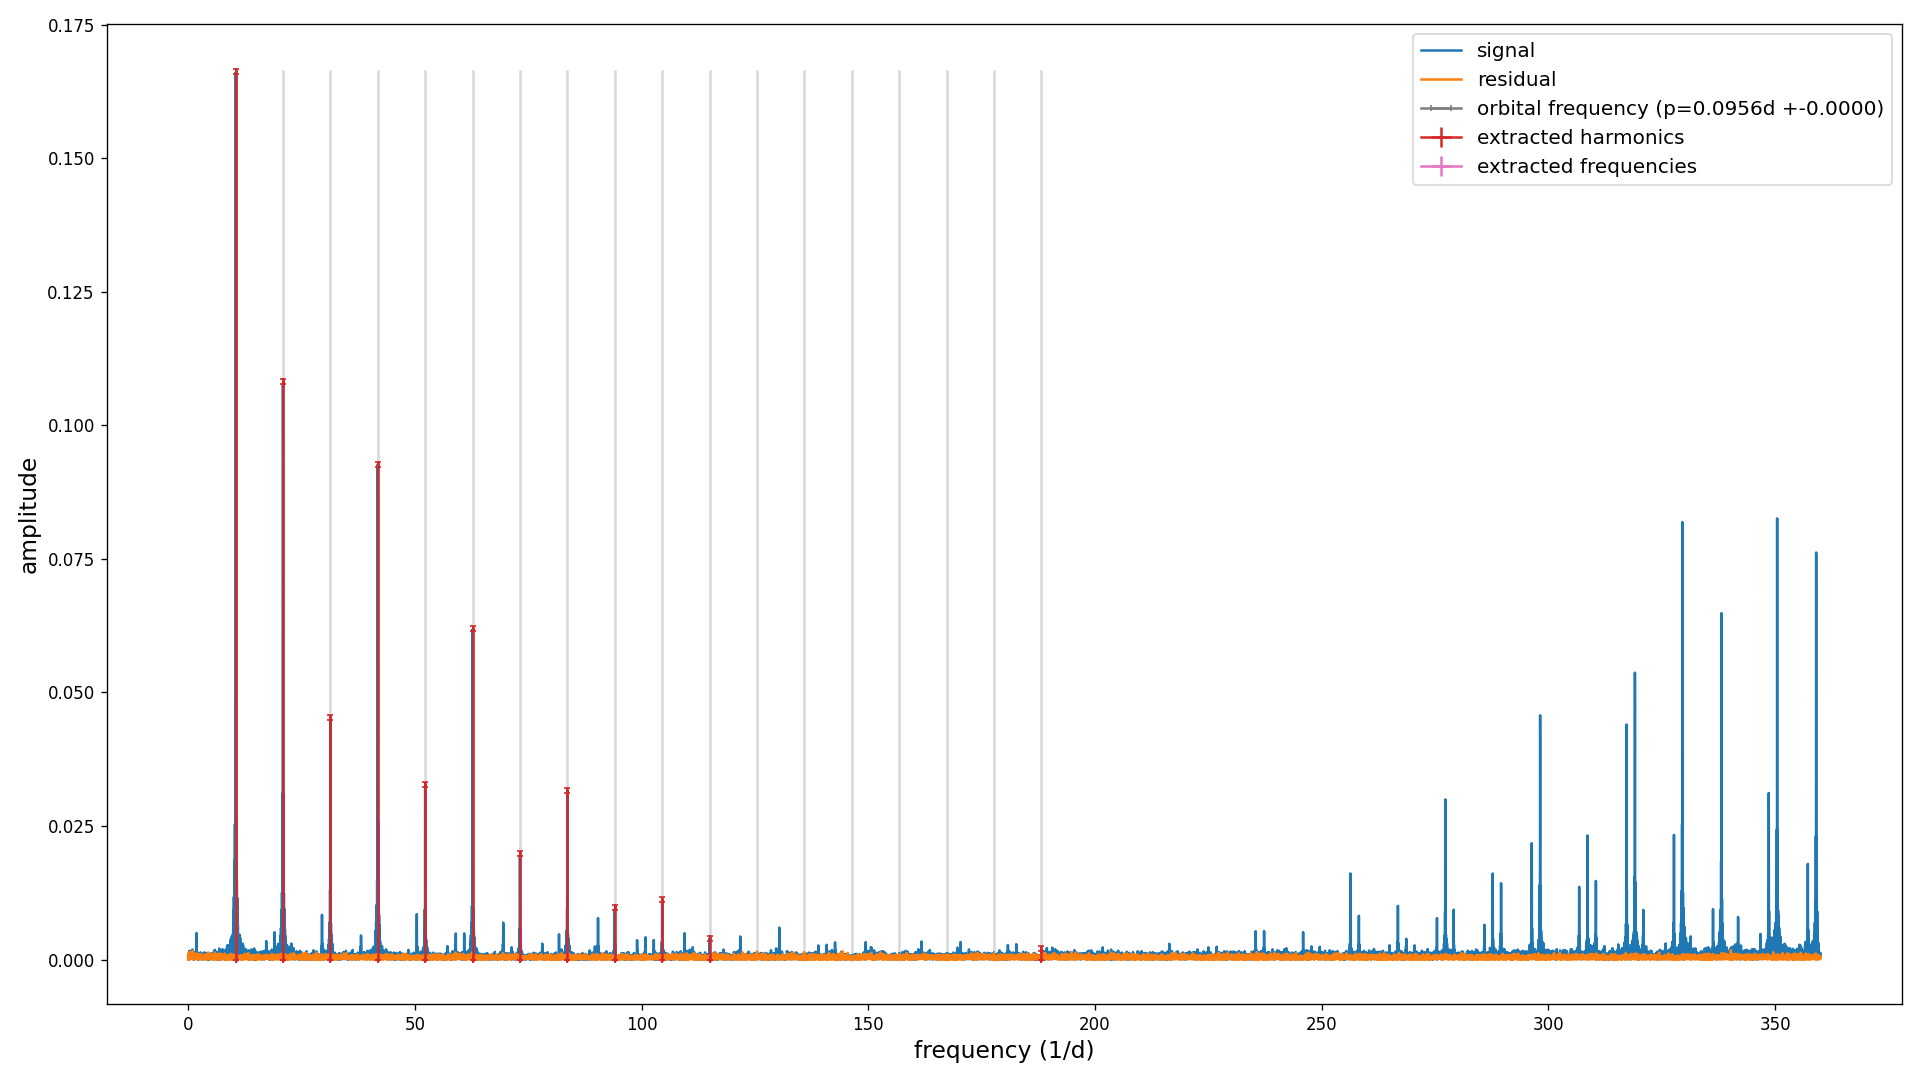 0.175
0.150
0.125
0.100
0.075
0.050
0.025
0.000
amplitude
0
50
100
150
200
250
300
350
frequency (1/d)
signal
residual
orbital frequency (p=0.0956d +-0.0000)
extracted harmonics
extracted frequencies